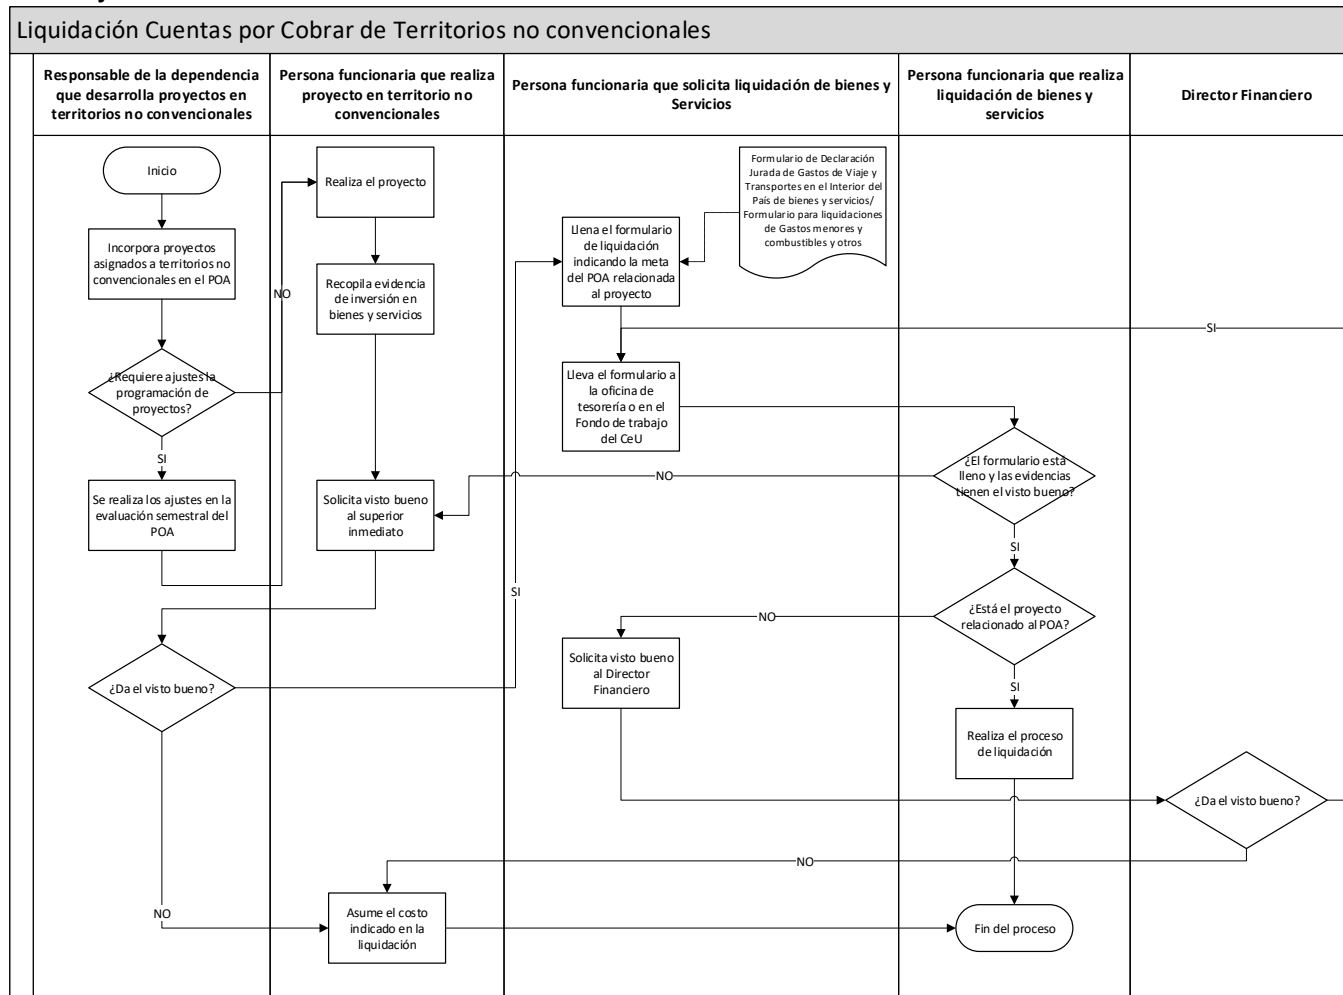 Liquidación Cuentas por Cobrar de Territorios no convencionales
Responsable de la dependencia
que desarrolla proyectos en
territorios no convencionales
Persona funcionaria que realiza
proyecto en territorio no
convencionales
Persona funcionaria que solicita liquidación de bienes y
Servicios
Persona funcionaria que realiza
liquidación de bienes y
servicios
Director Financiero
Inicio
Incorpora proyectos
asignados a territorios no
convencionales en el POA
¿Requiere ajustes la
programación de
proyectos?
NO
SI
Se realiza los ajustes en la
evaluación semestral del
POA
¿Da el visto bueno?
SI
NO
Realiza el proyecto
Recopila evidencia
de inversión en
bienes y servicios
Solicita visto bueno
al superior
inmediato
Asume el costo
indicado en la
liquidación
Formulario de Declaración
Jurada de Gastos de Viaje y
Transportes en el Interior del
País de bienes y servicios/
Formulario para liquidaciones
de Gastos menores y
combustibles y otros
Llena el formulario
de liquidación
indicando la meta
del POA relacionada
al proyecto
Lleva el formulario a
la oficina de
tesorería o en el
Fondo de trabajo
del CeU
NO
NO
Solicita visto bueno
al Director
Financiero
NO
¿El formulario está
lleno y las evidencias
tienen el visto bueno?
SI
¿Está el proyecto
relacionado al POA?
SI
Realiza el proceso
de liquidación
Fin del proceso
SI
¿Da el visto bueno?